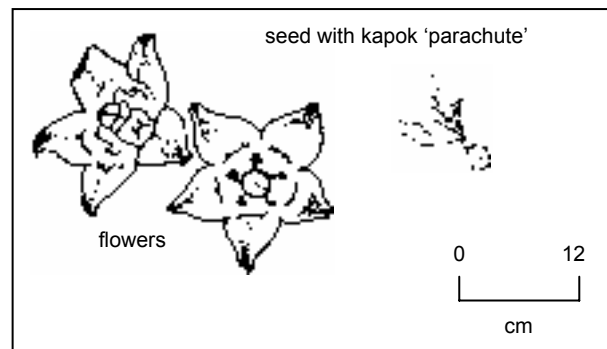 seed with kapok ‘parachute’
flowers
0 12
cm